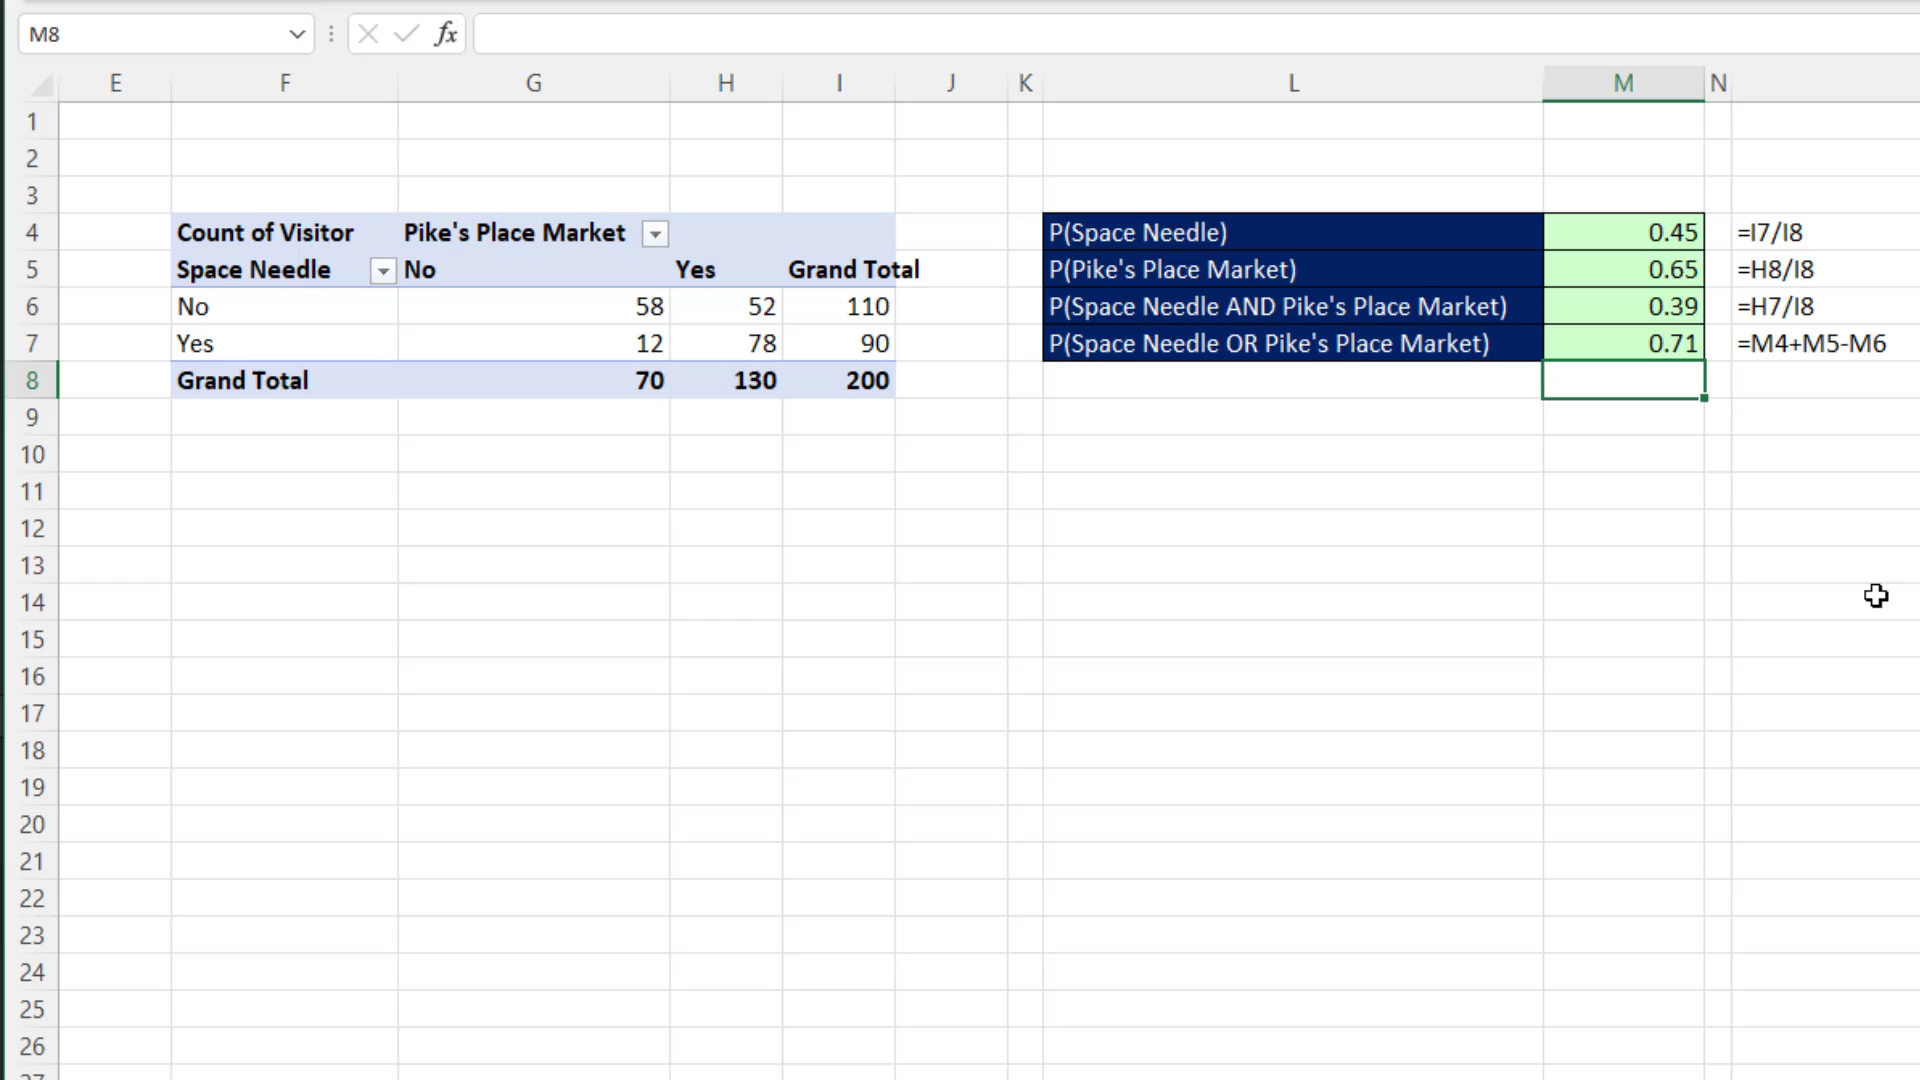 M8
fx
E F G H I J K L M N
1
2
3
4 Count of Visitor Pike's Place Market P(Space Needle) 0.45 =I7/I8
5 Space Needle No Yes Grand Total P(Pike's Place Market) 0.65 =H8/I8
6 No 58 52 110 P(Space Needle AND Pike's Place Market) 0.39 =H7/I8
7 Yes 12 78 90 P(Space Needle OR Pike's Place Market) 0.71 =M4+M5-M6
8 Grand Total 70 130 200
9
10
11
12
13
14
15
16
17
18
19
20
21
22
23
24
25
26
27